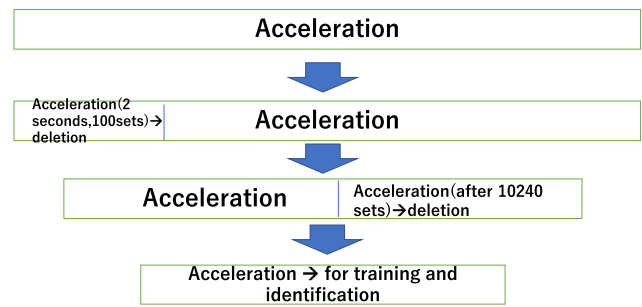 Acceleration
Acceleration(2
seconds,100sets)→
deletion
Acceleration
Acceleration
Acceleration(after 10240
sets)→deletion
Acceleration → for training and
identification